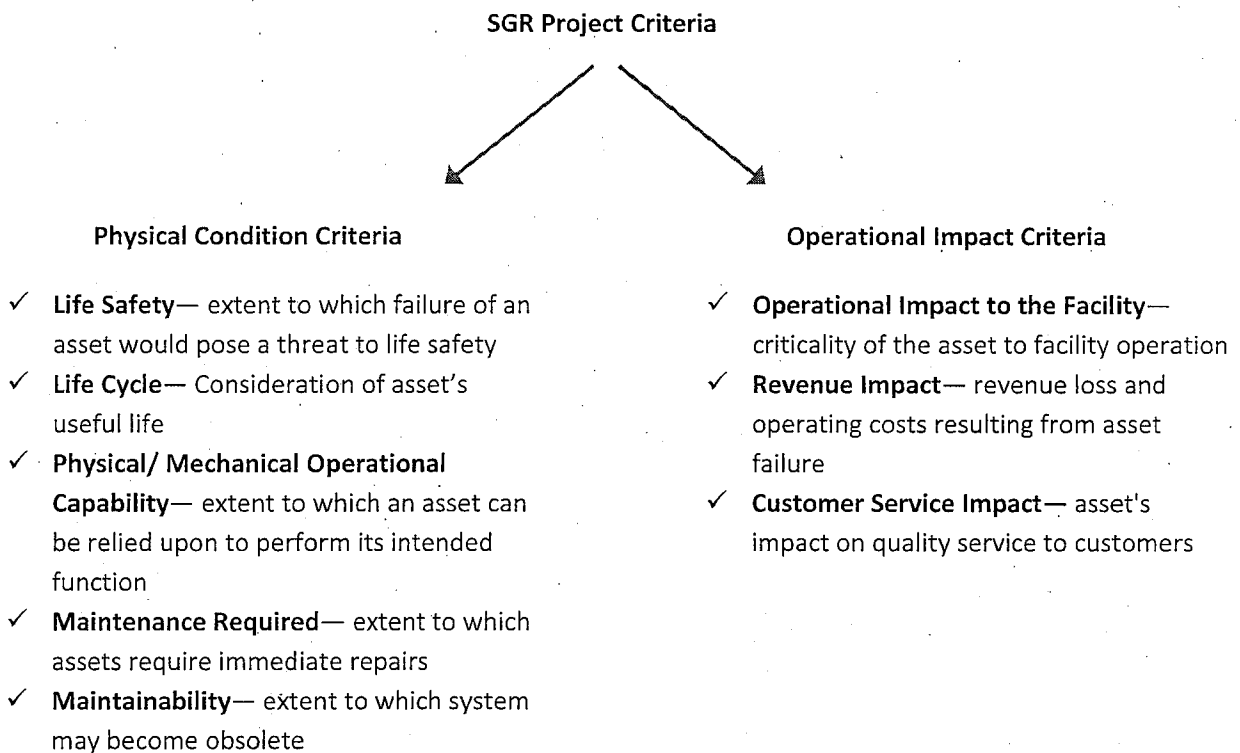 SGR Project Criteria
Physical Condition Criteria
✓ Life Safety— extent to which failure of an
asset would pose a threat to life safety
✓ Life Cycle— Consideration of asset's
useful life
✓ Physical/ Mechanical Operational
Capability— extent to which an asset can
be relied upon to perform its intended
function
✓ Maintenance Required— extent to which
assets require immediate repairs
✓ Maintainability— extent to which system
may become obsolete
Operational Impact Criteria
✓ Operational Impact to the Facility—
criticality of the asset to facility operation
✓ Revenue Impact— revenue loss and
operating costs resulting from asset
failure
✓ Customer Service Impact— asset's
impact on quality service to customers